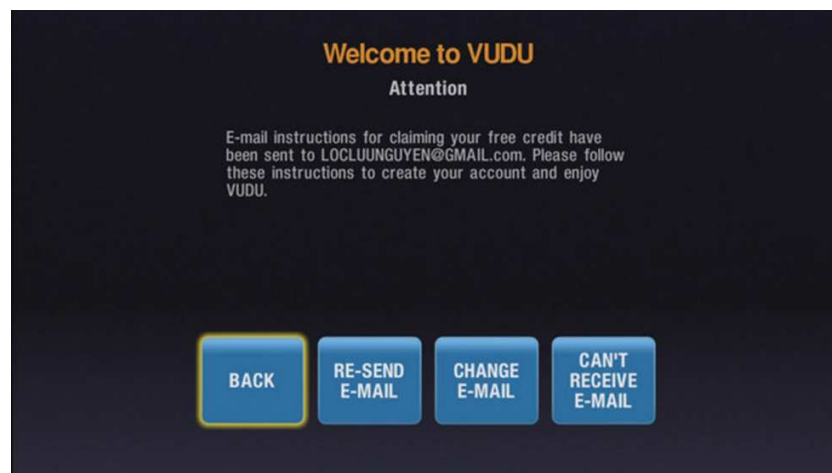 Welcome to VUDU
Attention
E-mail instructions for claiming your free credit have
been sent to LOCLUUNGUYEN@GMAIL.com. Please follow
these instructions to create your account and enjoy
VUDU.
BACK
RE-SEND
E-MAIL
CHANGE
E-MAIL
CAN'T
RECEIVE
E-MAIL